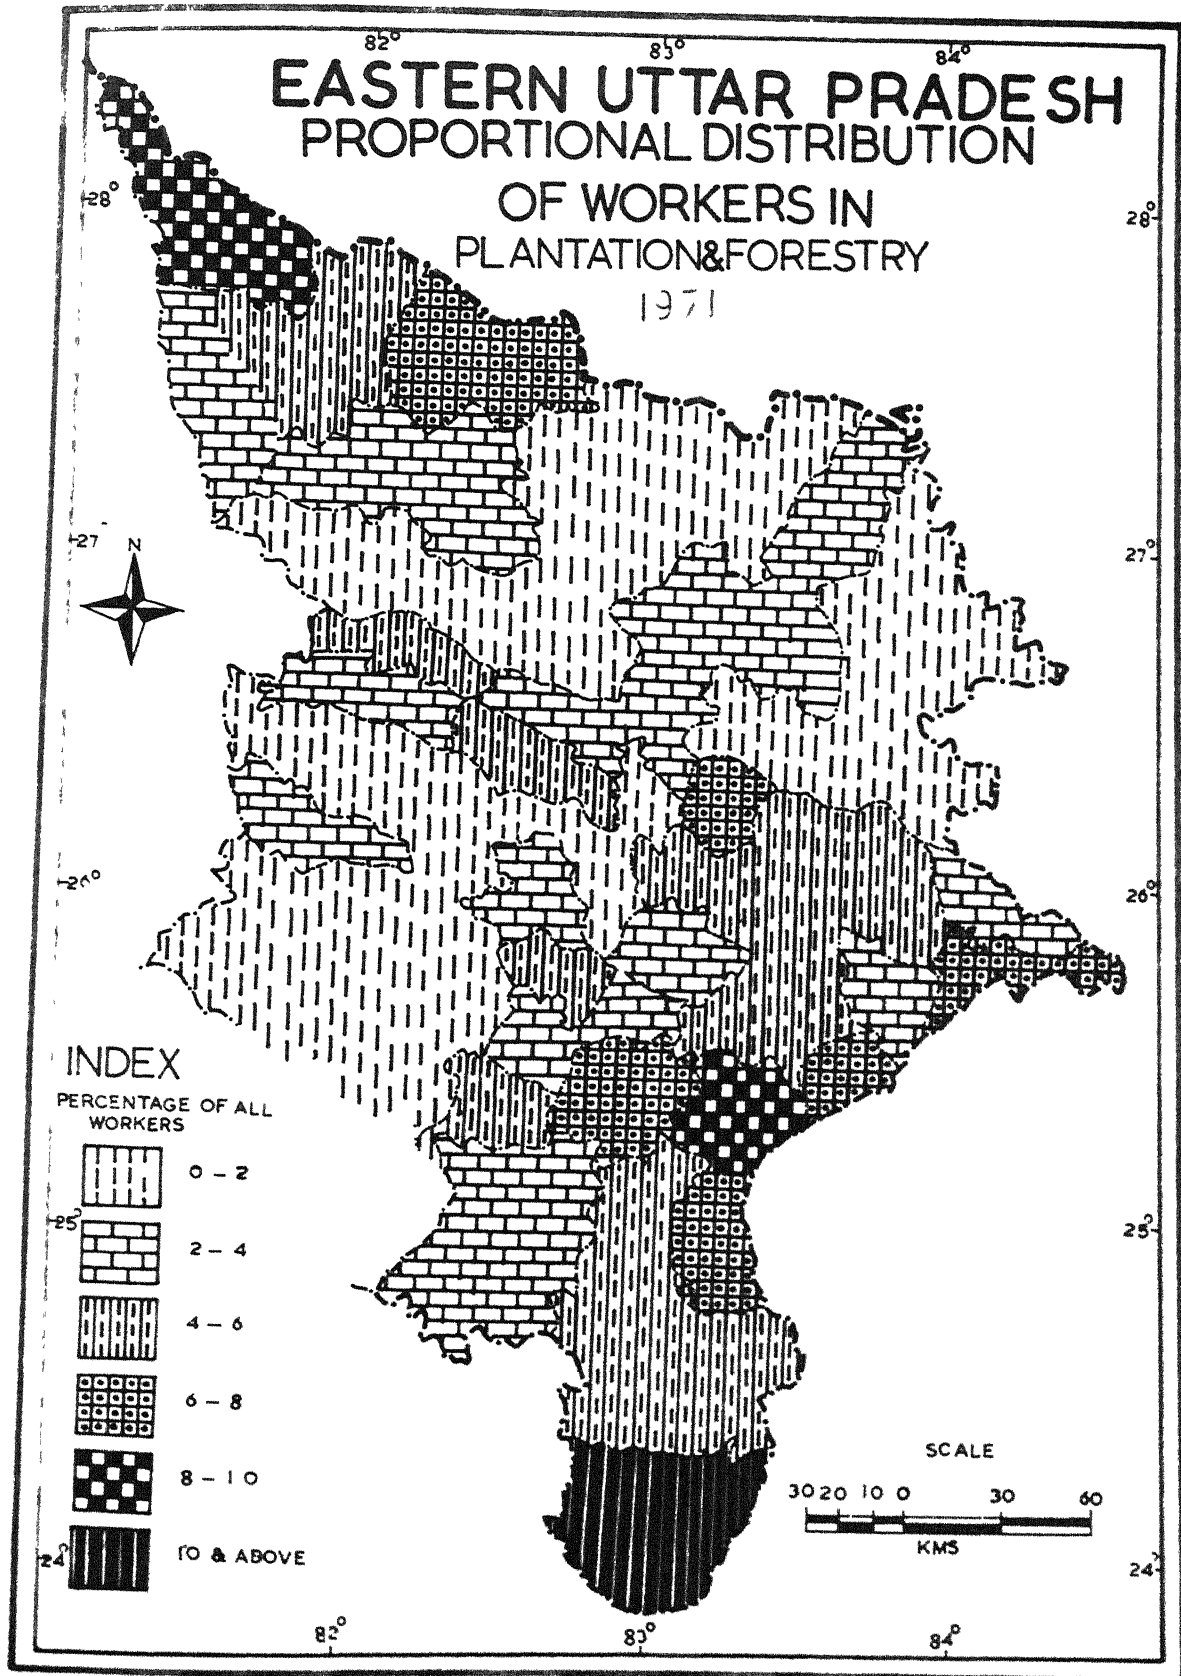 82° 83° 84°
EASTERN UTTAR PRADESH
PROPORTIONAL DISTRIBUTION
OF WORKERS IN
PLANTATION&FORESTRY
1971
28° 28°
27 27°
N
26° 26°
INDEX
PERCENTAGE OF ALL
WORKERS
0 - 2
2 - 4
25° 25°
4 - 6
6 - 8
8 - 10
10 & ABOVE
SCALE
30 20 10 0 30 60
KMS
24° 24°
82° 83° 84°